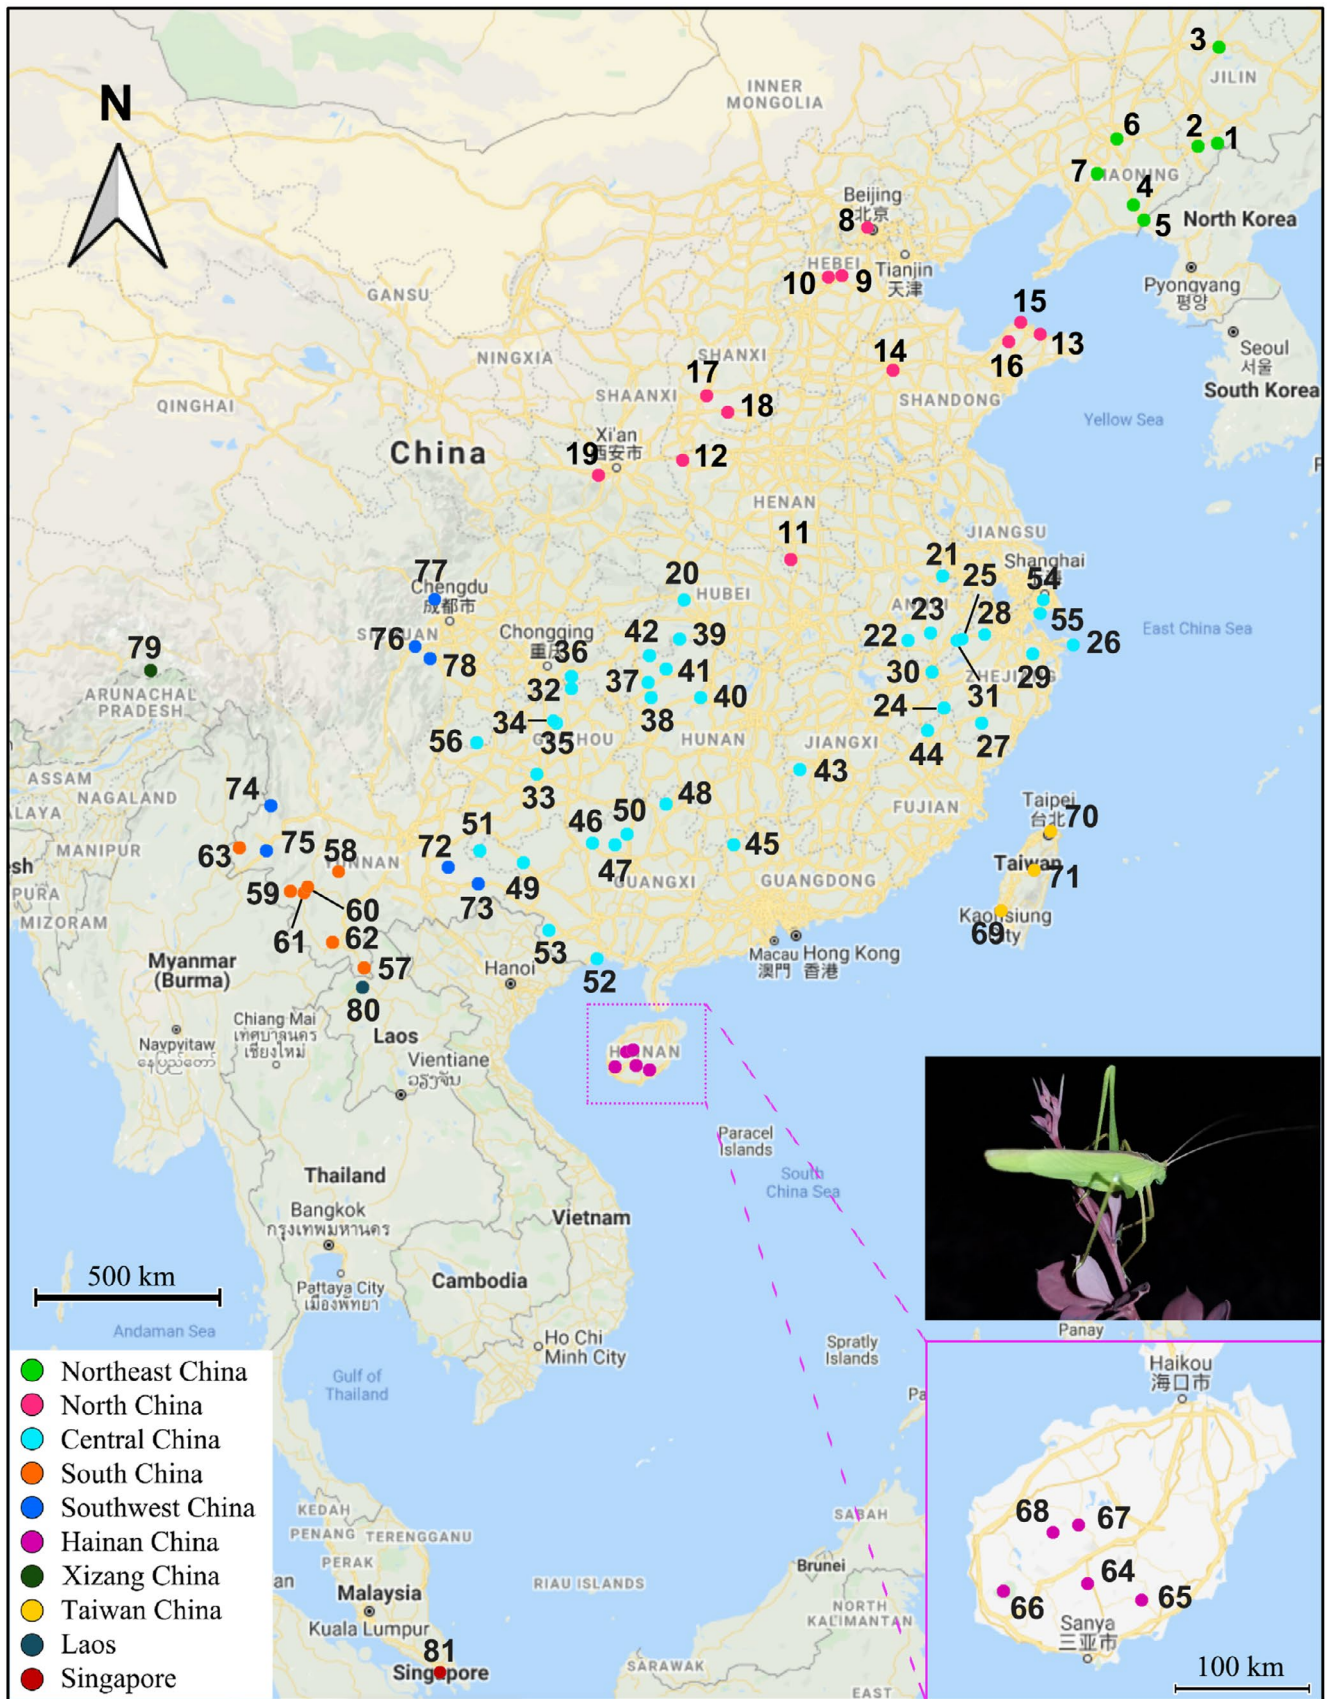 N
3
JILIN
INNER
MONGOLIA
6
2
1
7
LIAONING
4
5
North Korea
Beijing
北京
8
HEBEI
10
9
Tianjin
天津
Pyongyang
평양
GANSU
15
13
16
Seoul
서울
South Korea
NINGXIA
SHANXI
14
17
18
SHAANXI
SHANDONG
QINGHAI
Yellow Sea
China
Xi'an
西安市
19
12
HENAN
11
JIANGSU
Shanghai
54
55
21
25
20
HUBEI
ANHUI
23
28
22
26
East China Sea
77
Chengdu
成都市
SICHUAN
76
78
Chongqing
重庆
36
32
42
39
41
37
38
40
30
29
ZHEJIANG
31
24
44
27
79
ARUNACHAL
PRADESH
34
35
GUIZHOU
56
HUNAN
JIANGXI
43
33
ASSAM
NAGALAND
74
MANIPUR
63
75
58
YUNNAN
FUJIAN
Taipei
台北
70
51
72
73
46
50
48
47
49
45
GUANGXI
GUANGDONG
Taiwan
71
Kaohsiung
City
69
59
60
61
62
57
MIZORAM
Myanmar
(Burma)
53
52
Hanoi
Macau
澳門
Hong Kong
香港
80
Laos
Chiang Mai
เชียงใหม่
Naypyitaw
နေပြည်တော်
Vientiane
ວຽງຈັນ
HAINAN
Paracel
Islands
South
China Sea
Thailand
Bangkok
กรุงเทพมหานคร
Vietnam
Cambodia
Pattaya City
เมืองพัทยา
500 km
Andaman Sea
Ho Chi
Minh City
Gulf of
Thailand
Spratly
Islands
Panay
Northeast China
North China
Central China
South China
Southwest China
Hainan China
Xizang China
Taiwan China
Laos
Singapore
KEDAH
PENANG
TERENGGANU
PERAK
Malaysia
Kuala Lumpur
81
Singapore
RIAU ISLANDS
SABAH
Brunei
NORTH
KALIMANTAN
SARAWAK
EAST
Haikou
海口市
68
67
64
65
66
Sanya
三亚市
100 km